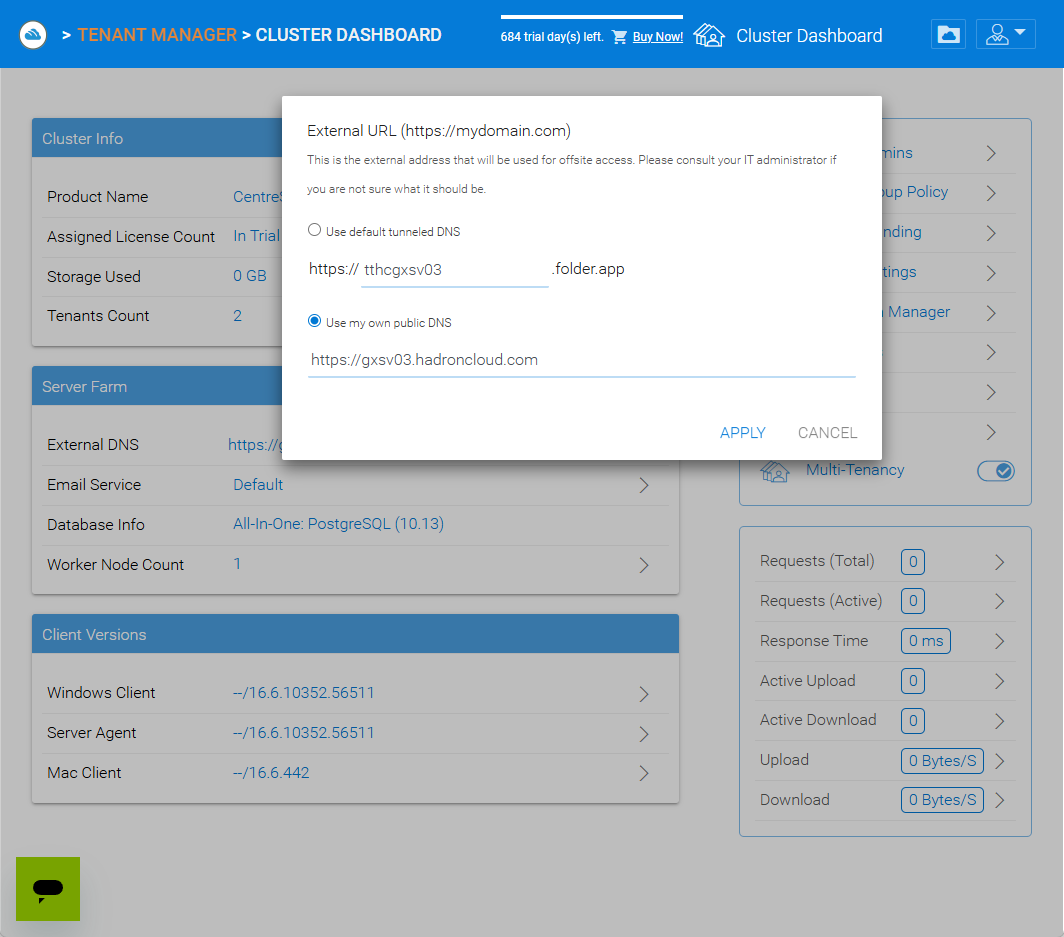 > TENANT MANAGER > CLUSTER DASHBOARD
684 trial day(s) left. Buy Now!
Cluster Dashboard
External URL (https://mydomain.com)
This is the external address that will be used for offsite access. Please consult your IT administrator if
you are not sure what it should be.
Use default tunneled DNS
https:// tthcgxsv03 .folder.app
Use my own public DNS
https://gxsv03.hadroncloud.com
APPLY CANCEL
Cluster Info
Product Name
Assigned License Count In Trial
Storage Used 0 GB
Tenants Count 2
Server Farm
External DNS https://
Email Service Default
Database Info All-In-One: PostgreSQL (10.13)
Worker Node Count 1
Client Versions
Windows Client --/16.6.10352.56511
Server Agent --/16.6.10352.56511
Mac Client --/16.6.442
Policy
Manager
Multi-Tenancy
Requests (Total) 0
Requests (Active) 0
Response Time 0 ms
Active Upload 0
Active Download 0
Upload 0 Bytes/S
Download 0 Bytes/S